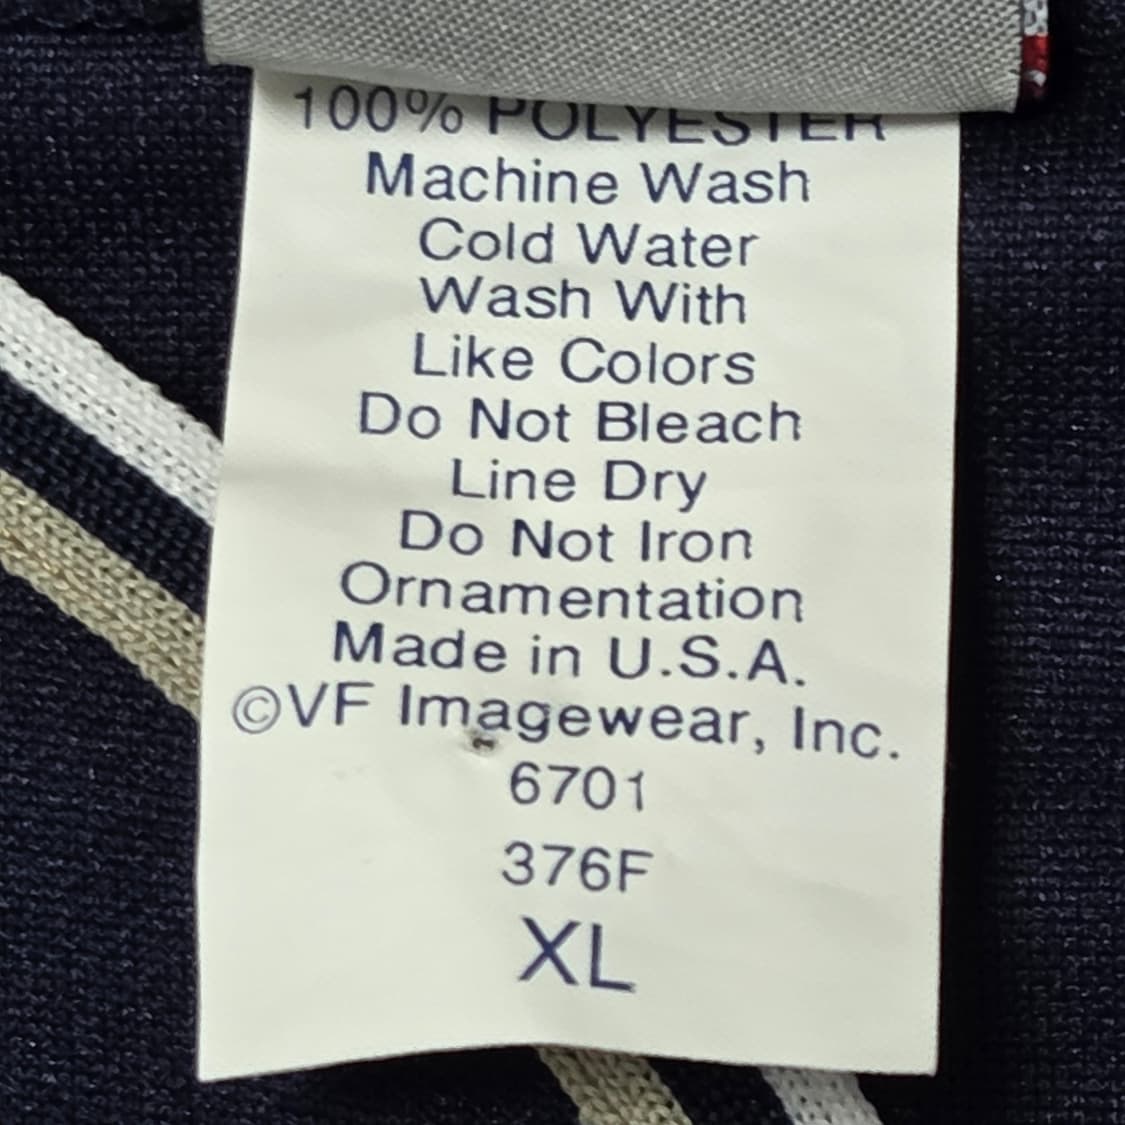 100% POLYESTER
Machine Wash
Cold Water
Wash With
Like Colors
Do Not Bleach
Line Dry
Do Not Iron
Ornamentation
Made in U.S.A.
©VF Imagewear, Inc.
6701
376F
XL